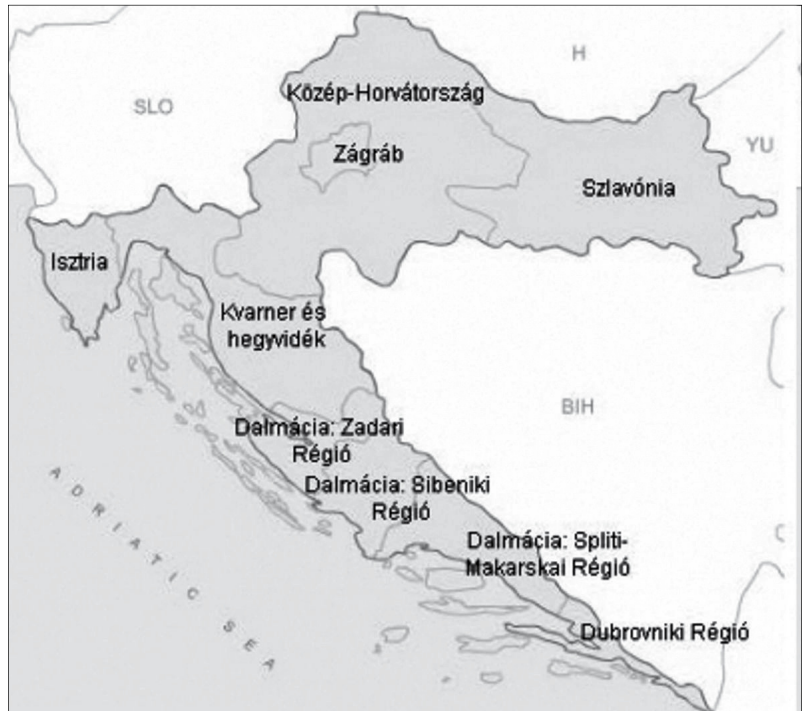 H
Közép-Horvátország
SLO
YU
Zágráb
Szlavónia
Isztria
Kvarner és
hegyvidék
BIH
Dalmácia: Zadari
Régió
Dalmácia: Sibeniki
Régió
Dalmácia: Spliti-
Makarskai Régió
Dubrovniki Régió
ADRIATIC SEA